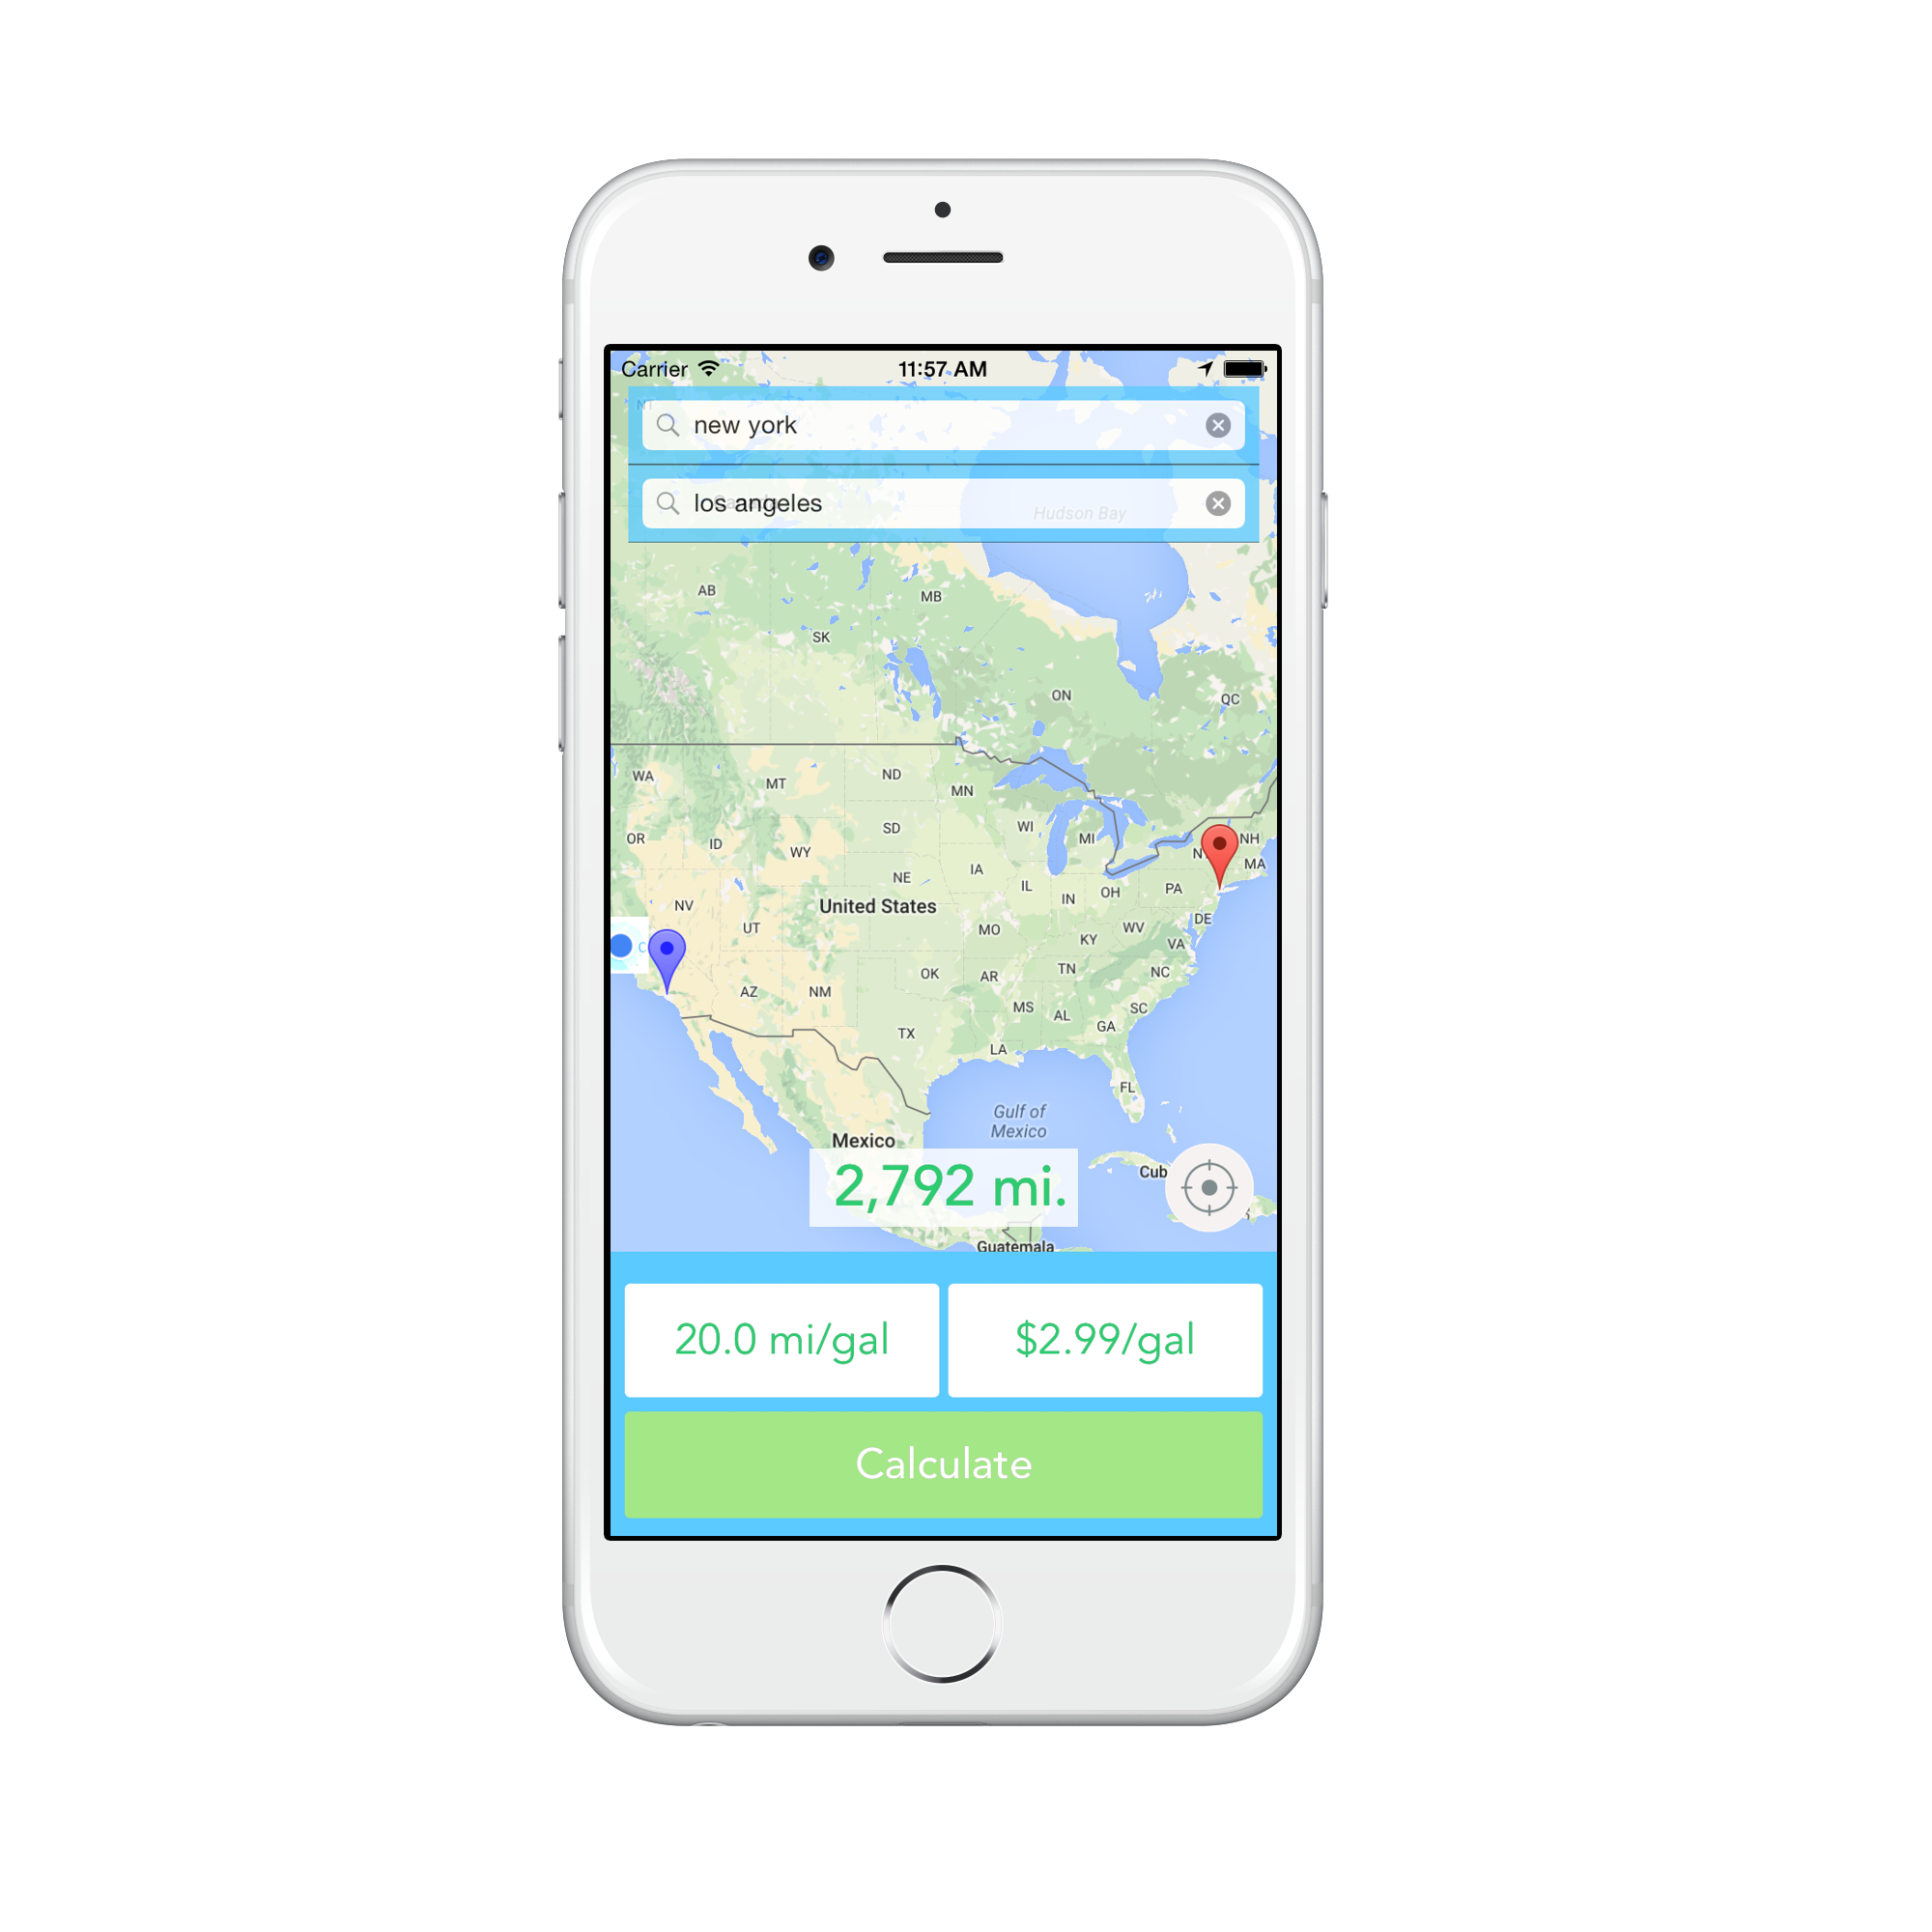 Carrier 11:57 AM
NT
new york
los angeles
Hudson Bay
AB
MB
SK
ON
QC
WA
MT
ND
MN
OR
ID
WY
SD
WI
MI
NH
MA
NE
IA
IL
IN
OH
PA
NV
United States
UT
MO
KY
WV
DE
VA
C
AZ
NM
OK
AR
TN
NC
MS
AL
GA
SC
TX
LA
FL
Gulf of
Mexico
Mexico
2,792 mi.
Cub
Guatemala
20.0 mi/gal
$2.99/gal
Calculate